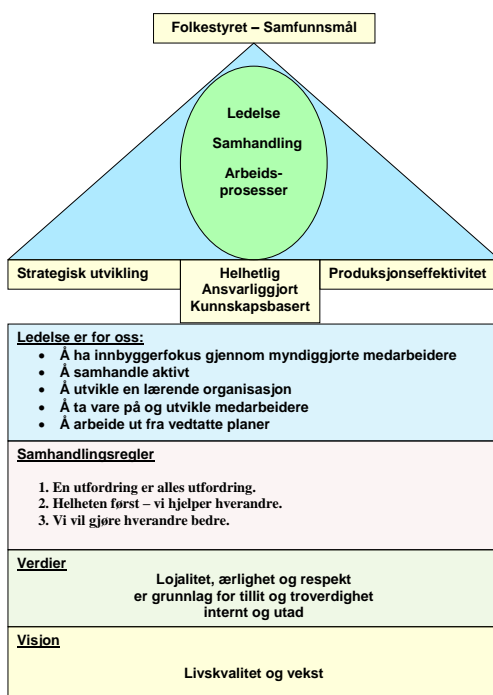 Folkestyret – Samfunnsmål
Ledelse
Samhandling
Arbeids-
prosesser
Strategisk utvikling
Helhetlig
Ansvarliggjort
Kunnskapsbasert
Produksjonseffektivitet
Ledelse er for oss:
• Å ha innbyggerfokus gjennom myndiggjorte medarbeidere
• Å samhandle aktivt
• Å utvikle en lærende organisasjon
• Å ta vare på og utvikle medarbeidere
• Å arbeide ut fra vedtatte planer
Samhandlingsregler
1. En utfordring er alles utfordring.
2. Helheten først – vi hjelper hverandre.
3. Vi vil gjøre hverandre bedre.
Verdier
Lojalitet, ærlighet og respekt
er grunnlag for tillit og troverdighet
internt og utad
Visjon
Livskvalitet og vekst